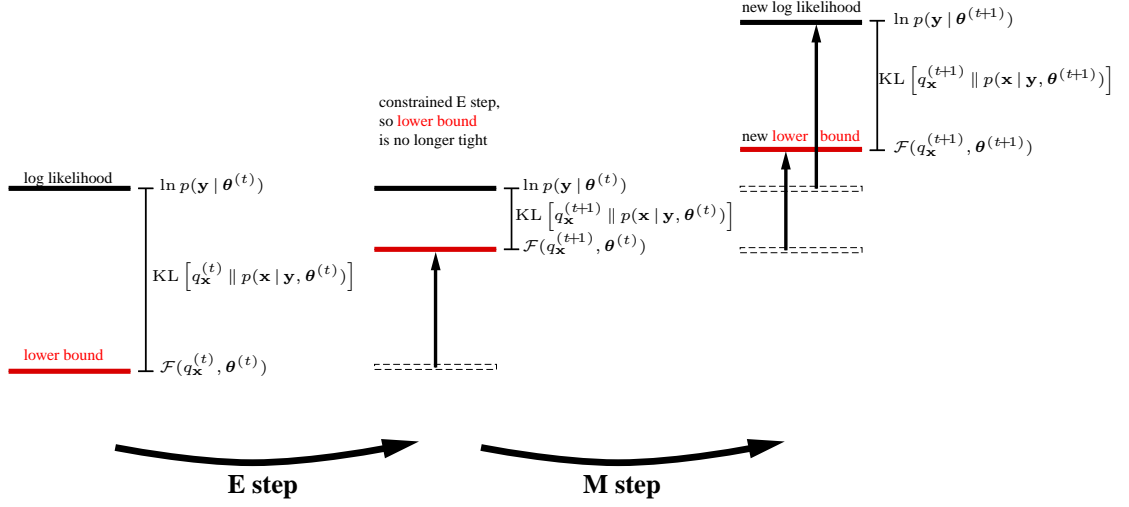 new log likelihood
ln p(y | θ^(t+1))
KL [q_x^(t+1) ‖ p(x | y, θ^(t+1))]
new lower bound
F(q_x^(t+1), θ^(t+1))
constrained E step,
so lower bound
is no longer tight
log likelihood
ln p(y | θ^(t))
ln p(y | θ^(t))
KL [q_x^(t+1) ‖ p(x | y, θ^(t))]
F(q_x^(t+1), θ^(t))
KL [q_x^(t) ‖ p(x | y, θ^(t))]
lower bound
F(q_x^(t), θ^(t))
E step
M step